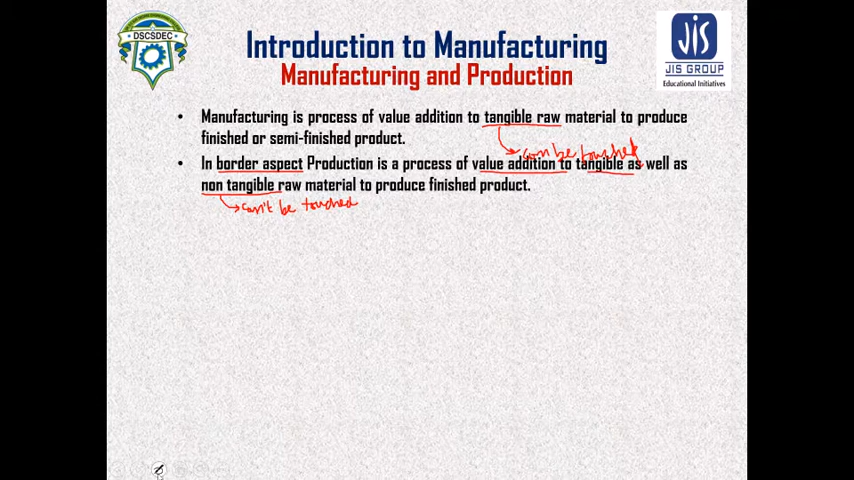 DSCSDEC
Introduction to Manufacturing
Manufacturing and Production
JIS
JIS GROUP
Educational Initiatives
• Manufacturing is process of value addition to tangible raw material to produce
finished or semi-finished product.
can be touched
• In border aspect Production is a process of value addition to tangible as well as
non tangible raw material to produce finished product.
can't be touched